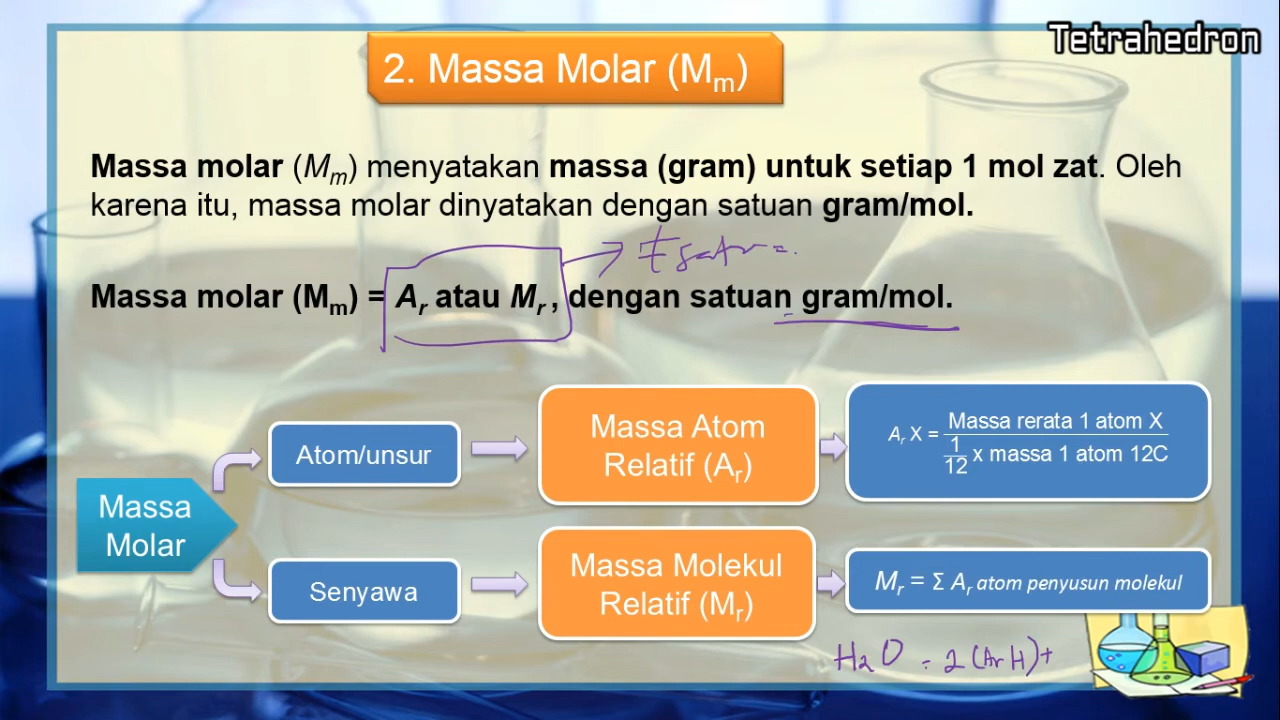 Tetrahedron
2. Massa Molar (Mm)
Massa molar (Mm) menyatakan massa (gram) untuk setiap 1 mol zat. Oleh
karena itu, massa molar dinyatakan dengan satuan gram/mol.
Massa molar (Mm) = Ar atau Mr, dengan satuan gram/mol.
Massa
Molar
Atom/unsur
Massa Atom
Relatif (Ar)
Ar X = Massa rerata 1 atom X
1/12 x massa 1 atom 12C
Senyawa
Massa Molekul
Relatif (Mr)
Mr = Σ Ar atom penyusun molekul
H2O = 2 (Ar H) +